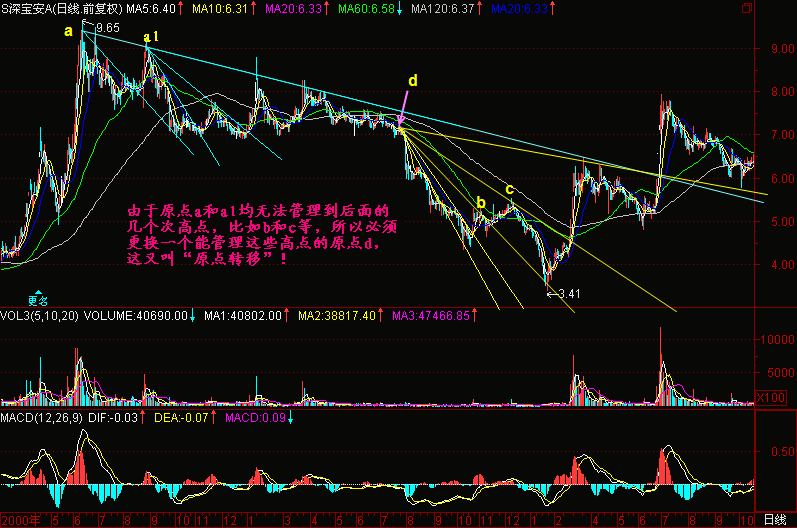 S深宝安A(日线.前复权) MA5:6.40↑ MA10:6.31↑ MA20:6.33↑ MA60:6.58↓ MA120:6.37↑ MA20:6.33↑
a
9.65
a1
9.00
8.00
d
7.00
6.00
b c
由于原点a和a1均无法管理到后面的
几个次高点，比如b和c等，所以必须
更换一个能管理这些高点的原点d，
这又叫“原点转移”！
5.00
4.00
3.41
更名
VOL3(5,10,20) VOLUME:40690.00↓ MA1:40802.00↑ MA2:38817.40↑ MA3:47466.85↑
10000
5000
X100
MACD(12,26,9) DIF:-0.03↑ DEA:-0.07↑ MACD:0.09↓
0.50
0.00
2000年 5 6 7 8 9 10 11 12 2 3 4 5 6 7 8 10 11 12 1 2 4 5 6 7 8 9 10 日线